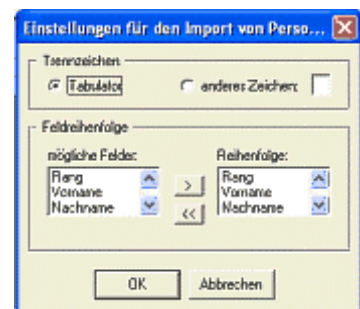 Einstellungen für den Import von Perso...
Trennzeichen
Tabulator
anderes Zeichen:
Feldreihenfolge
mögliche Felder:
Reihenfolge:
Rang
Vorname
Nachname
>
<<
Rang
Vorname
Nachname
OK
Abbrechen